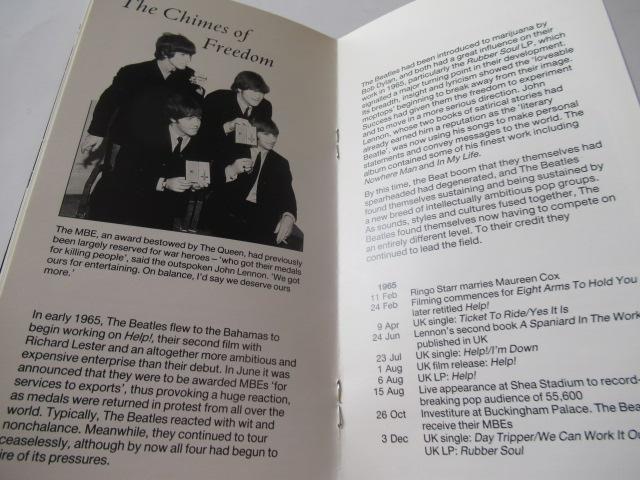 The Chimes of
Freedom
The MBE, an award bestowed by The Queen, had previously
been largely reserved for war heroes – 'who got their medals
for killing people', said the outspoken John Lennon. 'We got
ours for entertaining. On balance, I'd say we deserve ours
more.'
In early 1965, The Beatles flew to the Bahamas to
begin working on Help!, their second film with
Richard Lester and an altogether more ambitious and
expensive enterprise than their debut. In June it was
announced that they were to be awarded MBEs 'for
services to exports', thus provoking a huge reaction,
as medals were returned in protest from all over the
world. Typically, The Beatles reacted with wit and
nonchalance. Meanwhile, they continued to tour
ceaselessly, although by now all four had begun to
ire of its pressures.
The Beatles had been introduced to marijuana by
Bob Dylan, and both had a great influence on their
work in 1965, particularly the Rubber Soul LP, which
signalled a major turning point in their development.
Its breadth, insight and lyricism showed the 'loveable
moptops' beginning to break away from their image.
Success had given them the freedom to experiment
and to move in a more serious direction. John
Lennon, whose two books of satirical stories had
already earned him a reputation as the 'literary
Beatle', was now using his songs to make personal
statements and convey messages to the world. The
album contained some of his finest work including
Nowhere Man and In My Life.
By this time, the Beat boom that they themselves had
spearheaded had degenerated, and The Beatles
found themselves sustaining and being sustained by
a new breed of intellectually ambitious pop groups.
As sounds, styles and cultures fused together, The
Beatles found themselves now having to compete on
an entirely different level. To their credit they
continued to lead the field.
1965
11 Feb Ringo Starr marries Maureen Cox
24 Feb Filming commences for Eight Arms To Hold You
later retitled Help!
9 Apr UK single: Ticket To Ride/Yes It Is
24 Jun Lennon's second book A Spaniard In The Work
published in UK
23 Jul UK single: Help!/I'm Down
1 Aug UK film release: Help!
6 Aug UK LP: Help!
15 Aug Live appearance at Shea Stadium to record-
breaking pop audience of 55,600
26 Oct Investiture at Buckingham Palace. The Bea
receive their MBEs
3 Dec UK single: Day Tripper/We Can Work It Ou
UK LP: Rubber Soul